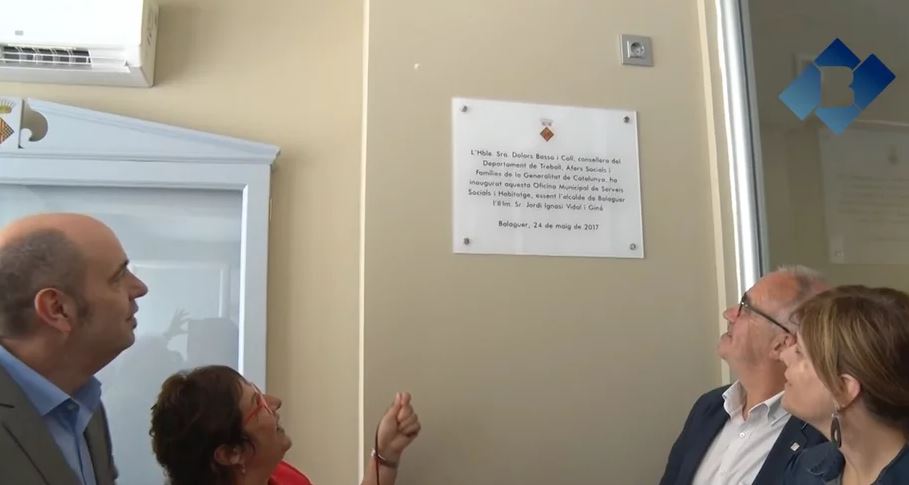 L'Hble. Sra. Dolors Bassa i Coll, consellera del
Departament de Treball, Afers Socials i
Famílies de la Generalitat de Catalunya, ha
inaugurat aquesta Oficina Municipal de Serveis
Socials i Habitatge, essent l'alcalde de Balaguer
l'Il·lm. Sr. Jordi Ignasi Vidal i Giné
Balaguer, 24 de maig de 2017